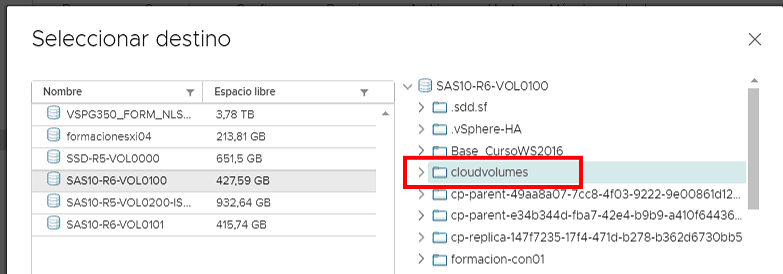 Seleccionar destino
Nombre
Espacio libre
VSPG350_FORM_NLS...
3,78 TB
formacionesxi04
213,81 GB
SSD-R5-VOL0000
651,5 GB
SAS10-R6-VOL0100
427,59 GB
SAS10-R5-VOL0200-IS...
932,64 GB
SAS10-R6-VOL0101
415,74 GB
SAS10-R6-VOL0100
.sdd.sf
.vSphere-HA
Base_CursoWS2016
cloudvolumes
cp-parent-49aa8a07-7cc8-4f03-9222-9e00861d12...
cp-parent-e34b344d-fba7-42e4-b9b9-a410f64436...
cp-replica-147f7235-17f4-471d-b278-b362d6730bb5
formacion-con01